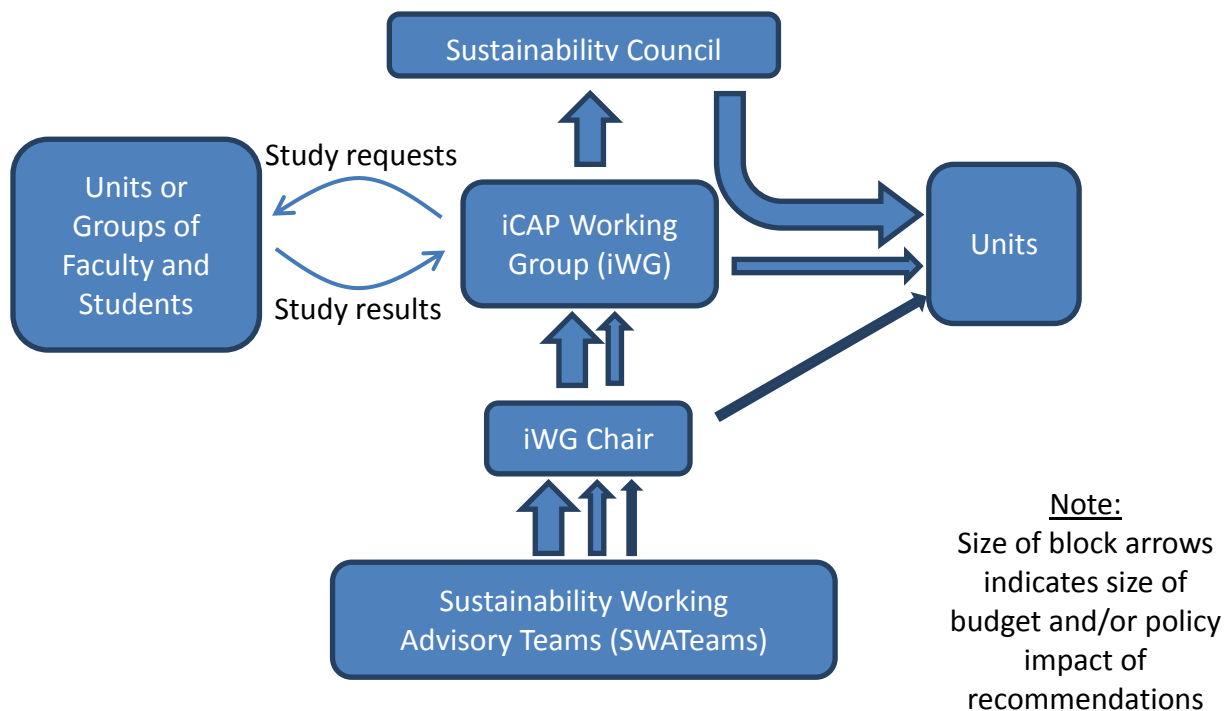 Sustainability Council
Study requests
Units or
Groups of
Faculty and
Students
iCAP Working
Group (iWG)
Units
Study results
iWG Chair
Sustainability Working
Advisory Teams (SWATeams)
Note:
Size of block arrows
indicates size of
budget and/or policy
impact of
recommendations